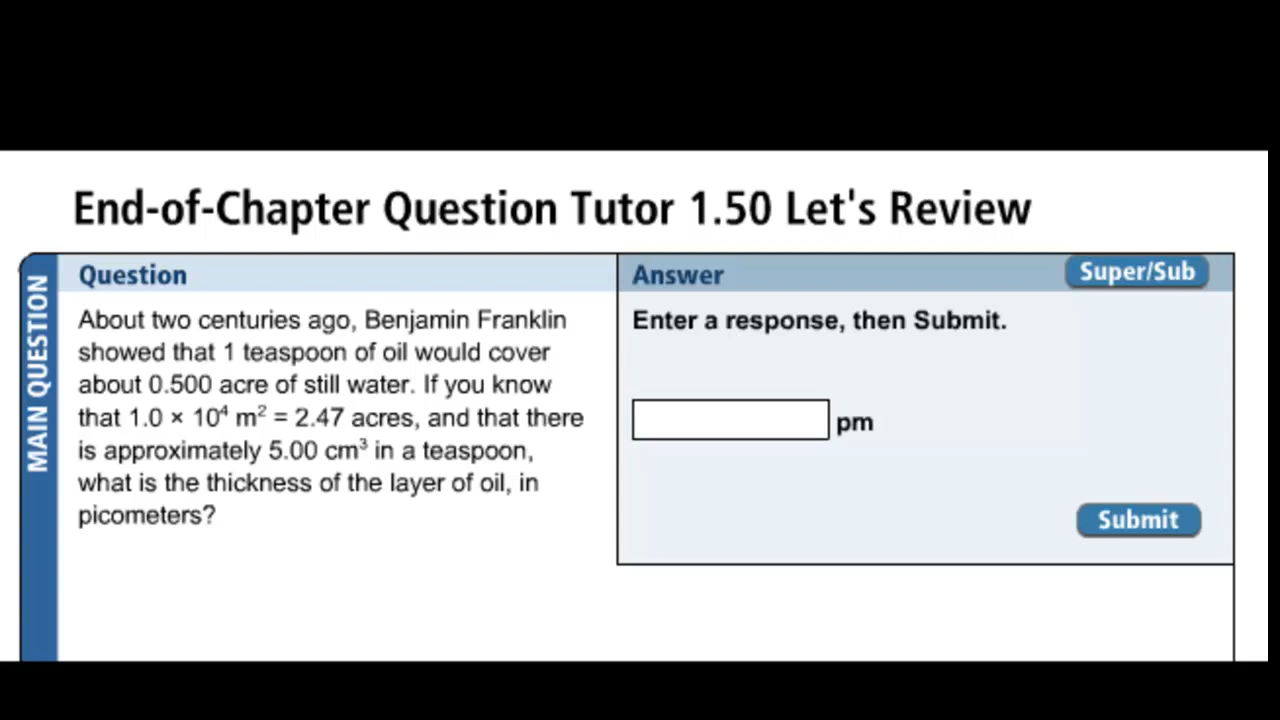 End-of-Chapter Question Tutor 1.50 Let's Review
MAIN QUESTION
Question
About two centuries ago, Benjamin Franklin
showed that 1 teaspoon of oil would cover
about 0.500 acre of still water. If you know
that 1.0 × 10⁴ m² = 2.47 acres, and that there
is approximately 5.00 cm³ in a teaspoon,
what is the thickness of the layer of oil, in
picometers?
Answer
Super/Sub
Enter a response, then Submit.
pm
Submit